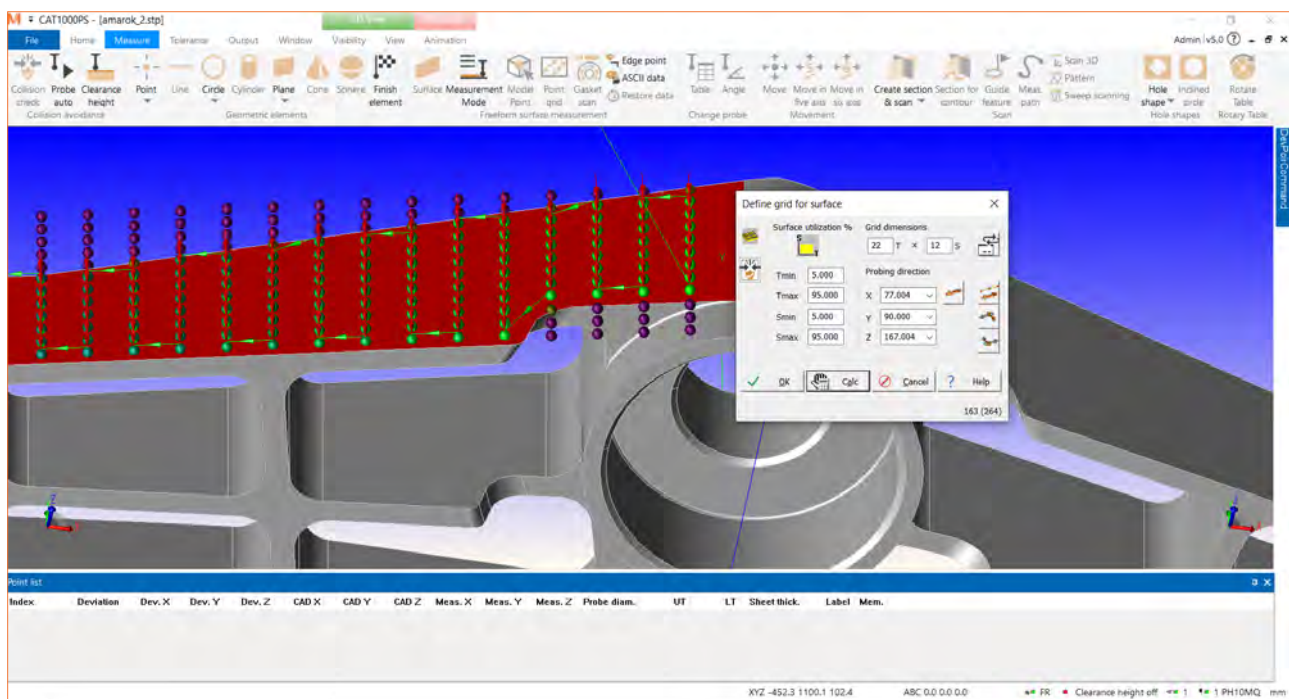 CAT1000PS - [amarok_2.stp]
File Home Measure Tolerance Output Window Visibility View Animation Admin v5.0
Collision check Probe auto Clearance height Point Line Circle Cylinder Plane Cone Sphere Finish element Surface Measurement Mode Model Point Point grid Gasket scan Edge point ASCII data Restore data Table Angle Move Move in five axis Move in six axis Create section & scan Section for contour Guide feature Meas. path Scan 3D Pattern Sweep scanning Hole shape Inclined circle Rotate Table
Collision avoidance Geometric elements Freeform surface measurement Change probe Movement Scan Hole shapes Rotary Table
Define grid for surface
Surface utilization % Grid dimensions
S T 22 T × 12 S
Tmin 5.000 Probing direction
Tmax 95.000 X 77.004
Smin 5.000 Y 90.000
Smax 95.000 Z 167.004
OK Calc Cancel ? Help
163 (264)
Point list
Index Deviation Dev. X Dev. Y Dev. Z CAD X CAD Y CAD Z Meas. X Meas. Y Meas. Z Probe diam. UT LT Sheet thick. Label Mem.
XYZ -452.3 1100.1 102.4 ABC 0.0 0.0 0.0 FR Clearance height off 1 1 PH10MQ mm